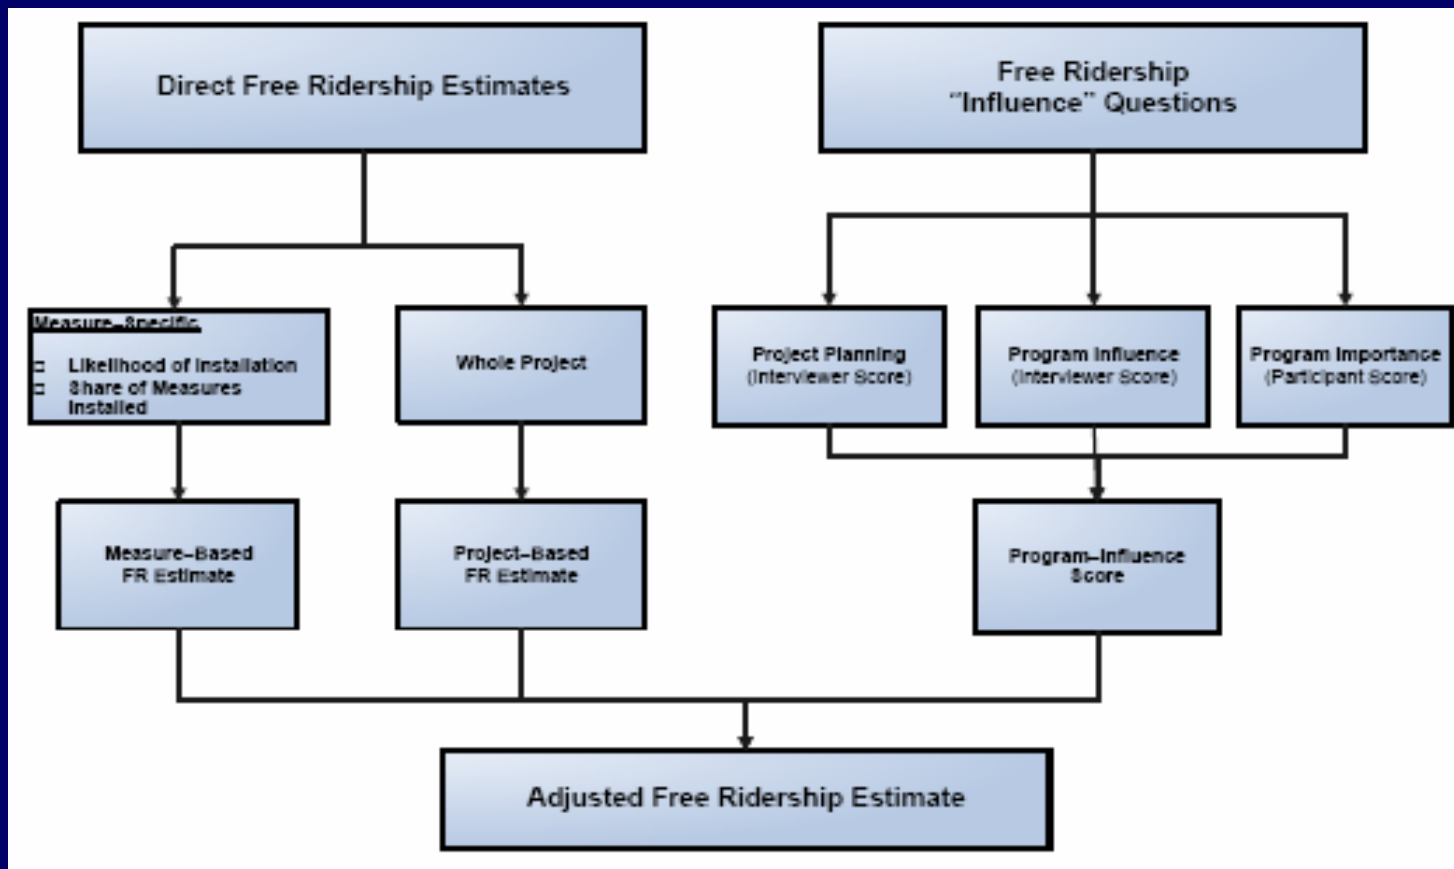 Direct Free Ridership Estimates
Free Ridership
“Influence” Questions
Measure–Specific
Likelihood of Installation
Share of Measures
Installed
Whole Project
Project Planning
(Interviewer Score)
Program Influence
(Interviewer Score)
Program Importance
(Participant Score)
Measure–Based
FR Estimate
Project–Based
FR Estimate
Program–Influence
Score
Adjusted Free Ridership Estimate